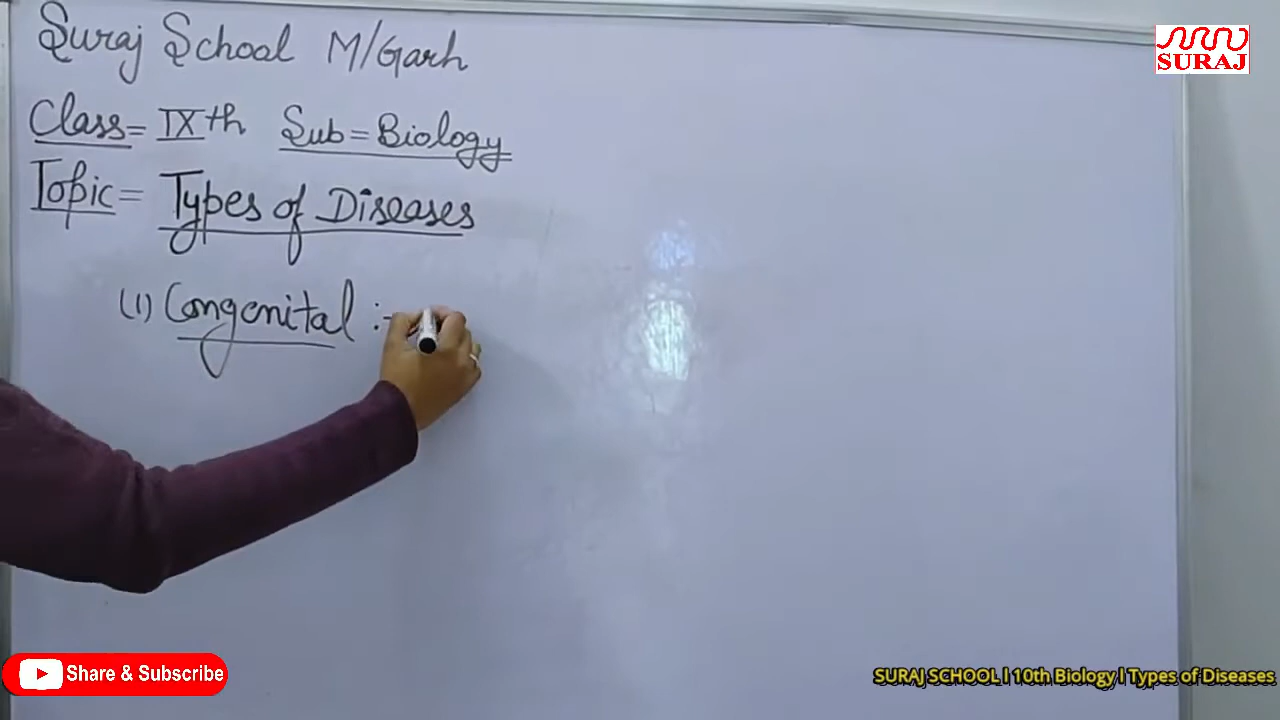 Suraj School M/Garh
SURAJ
Class = IXth Sub = Biology
Topic = Types of Diseases
(1) Congenital :-
Share & Subscribe
SURAJ SCHOOL l 10th Biology l Types of Diseases